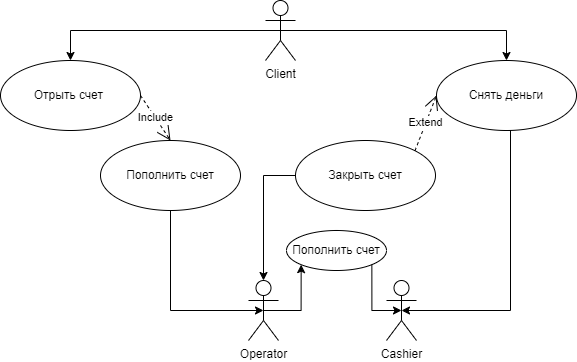 Client
Отрыть счет
Снять деньги
Include
Extend
Пополнить счет
Закрыть счет
Пополнить счет
Operator
Cashier